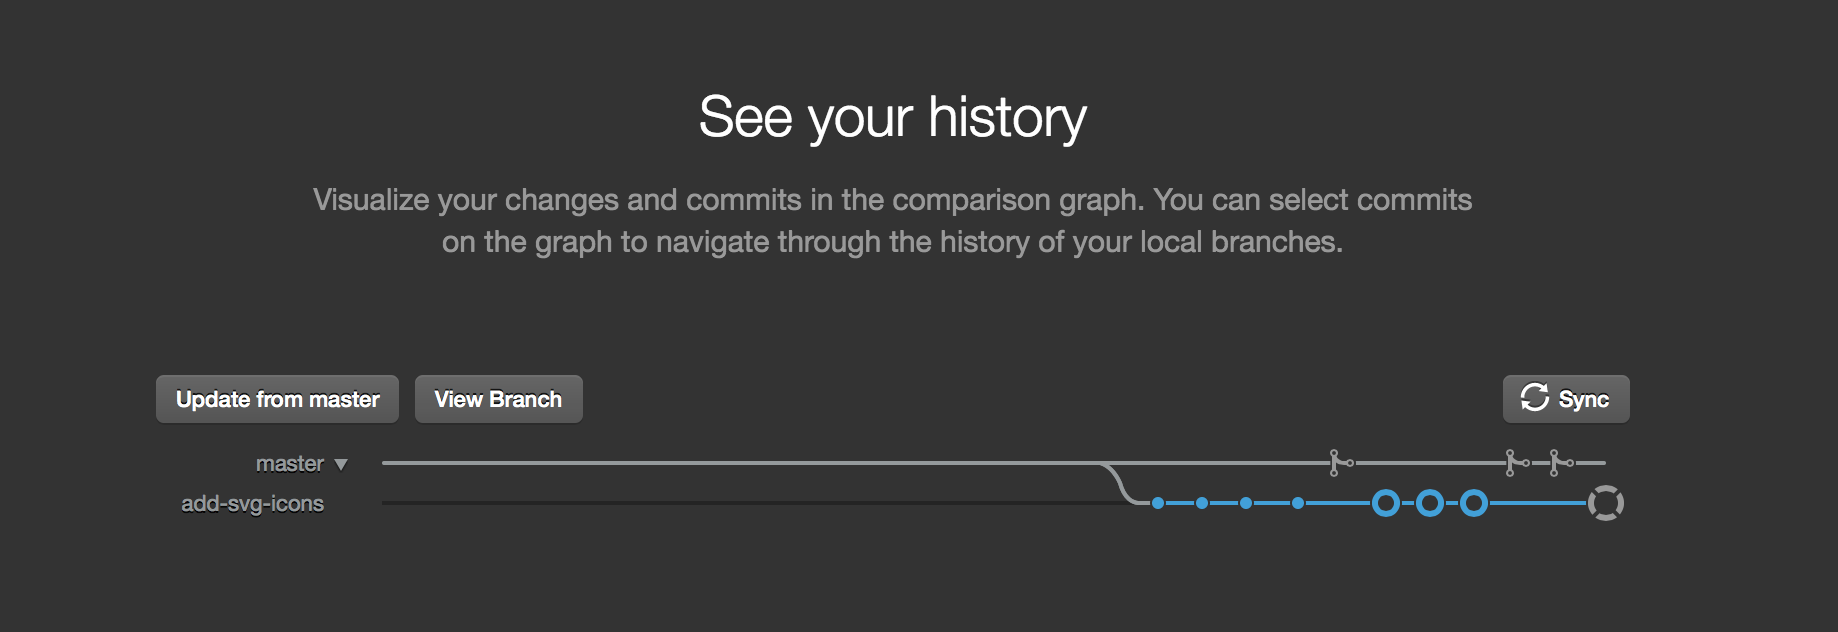 See your history
Visualize your changes and commits in the comparison graph. You can select commits
on the graph to navigate through the history of your local branches.
Update from master
View Branch
Sync
master
add-svg-icons